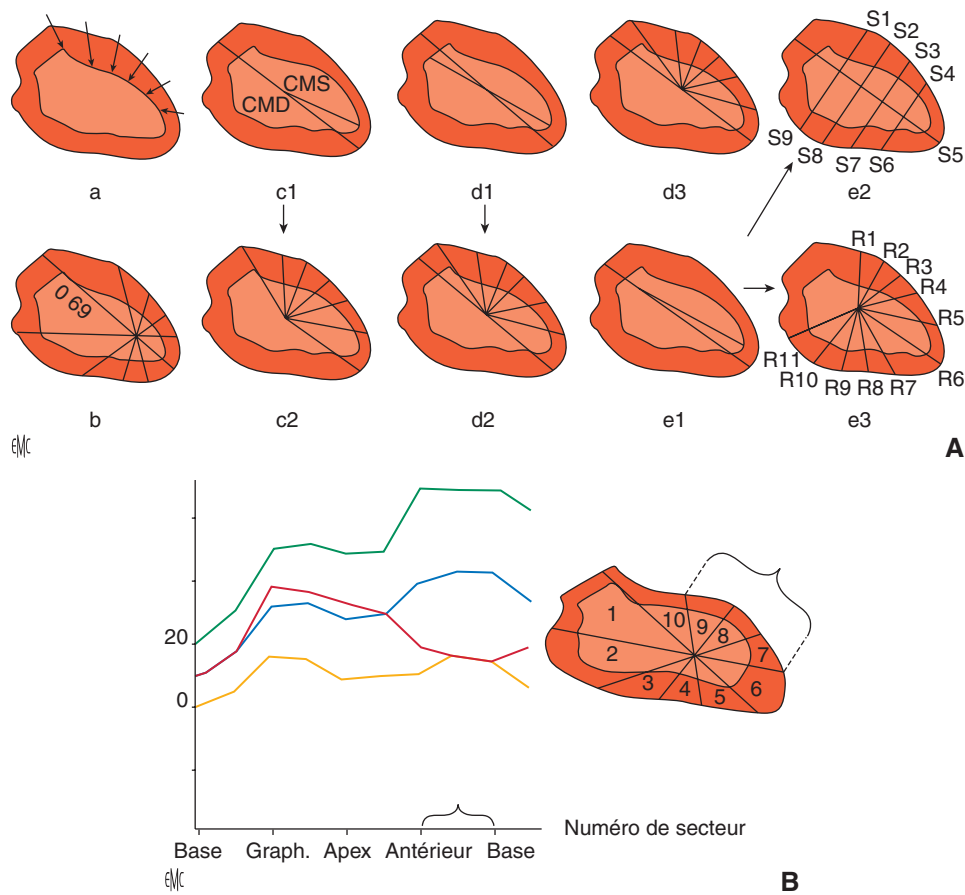 CMS
CMD
a
c1
d1
d3
S1
S2
S3
S4
S5
S6
S7
S8
S9
e2
0 69
b
c2
d2
e1
R1
R2
R3
R4
R5
R6
R7
R8
R9
R10
R11
e3
EMC
A
20
0
1
2
3
4
5
6
7
8
9
10
Base Graph. Apex Antérieur Base
Numéro de secteur
EMC
B